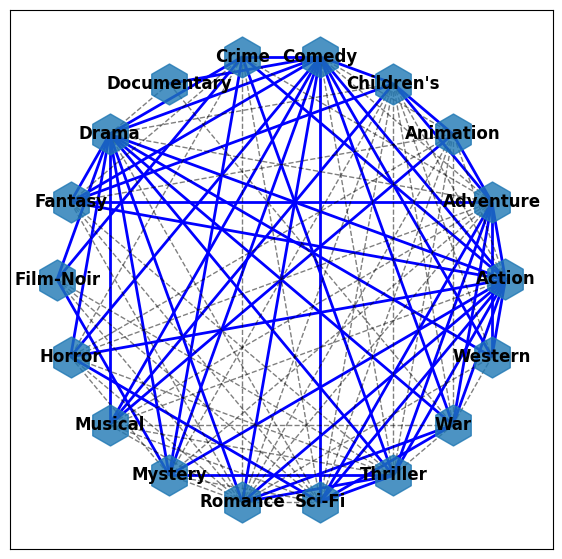 Crime
Comedy
Documentary
Children's
Drama
Animation
Fantasy
Adventure
Film-Noir
Action
Horror
Western
Musical
War
Mystery
Thriller
Romance
Sci-Fi